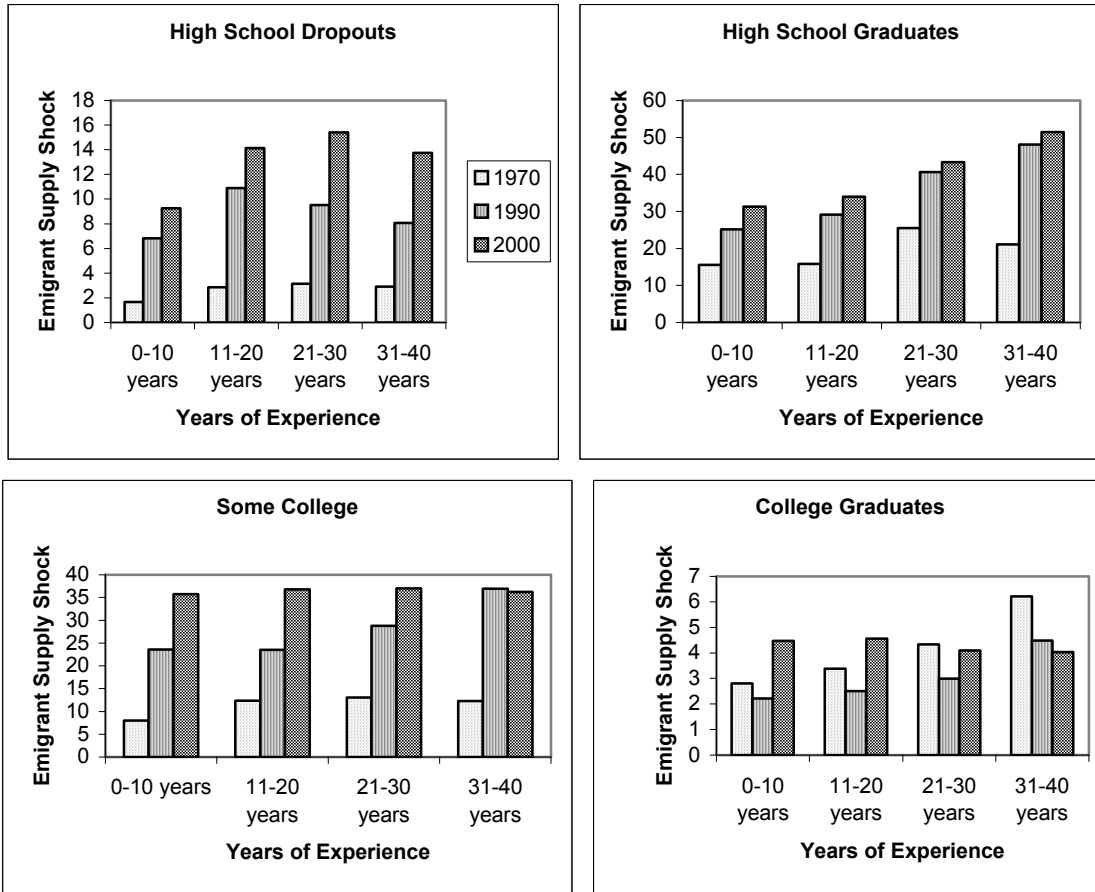 High School Dropouts
Emigrant Supply Shock
18
16
14
12
10
8
6
4
2
0
0-10 11-20 21-30 31-40
years years years years
Years of Experience
1970
1990
2000
High School Graduates
Emigrant Supply Shock
60
50
40
30
20
10
0
0-10 11-20 21-30 31-40
years years years years
Years of Experience
Some College
Emigrant Supply Shock
40
35
30
25
20
15
10
5
0
0-10 years 11-20 21-30 31-40
years years years
Years of Experience
College Graduates
Emigrant Supply Shock
7
6
5
4
3
2
1
0
0-10 11-20 21-30 31-40
years years years years
Years of Experience